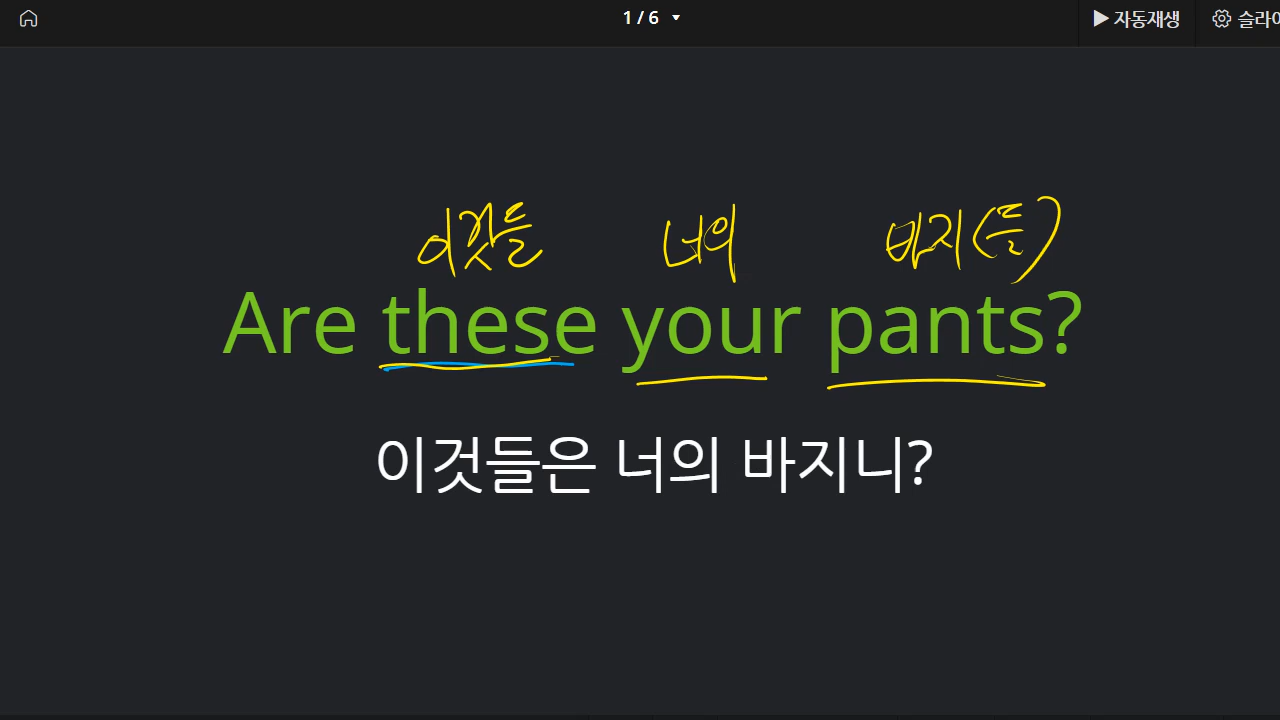 1 / 6
자동재생
슬라이
이것들 너의 바지(들)
Are these your pants?
이것들은 너의 바지니?